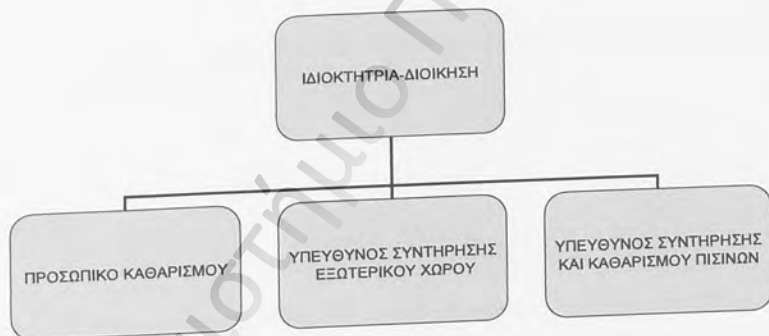 ΙΔΙΟΚΤΗΤΡΙΑ-ΔΙΟΙΚΗΣΗ
ΠΡΟΣΩΠΙΚΟ ΚΑΘΑΡΙΣΜΟΥ
ΥΠΕΥΘΥΝΟΣ ΣΥΝΤΗΡΗΣΗΣ
ΕΞΩΤΕΡΙΚΟΥ ΧΩΡΟΥ
ΥΠΕΥΘΥΝΟΣ ΣΥΝΤΗΡΗΣΗΣ
ΚΑΙ ΚΑΘΑΡΙΣΜΟΥ ΠΙΣΙΝΩΝ